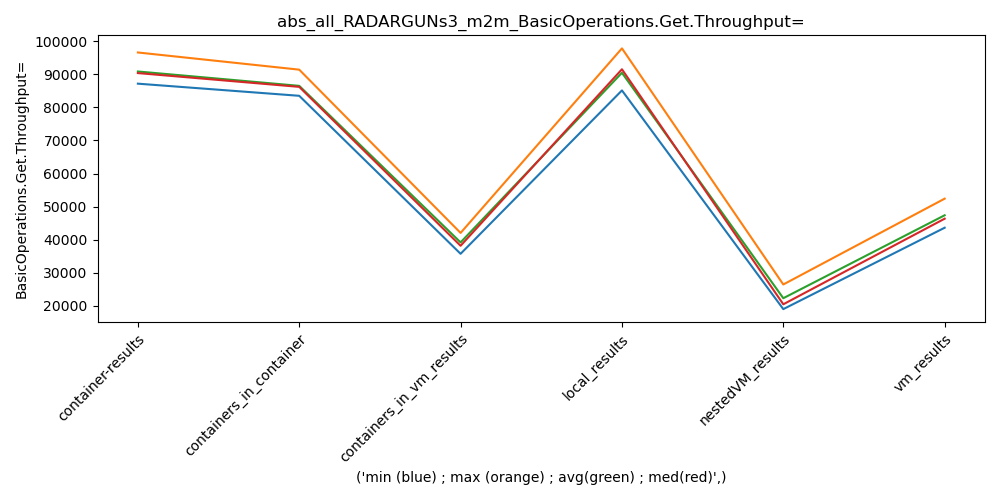 abs_all_RADARGUNs3_m2m_BasicOperations.Get.Throughput=
BasicOperations.Get.Throughput=
100000
90000
80000
70000
60000
50000
40000
30000
20000
container-results
containers_in_container
containers_in_vm_results
local_results
nestedVM_results
vm_results
('min (blue) ; max (orange) ; avg(green) ; med(red)',)